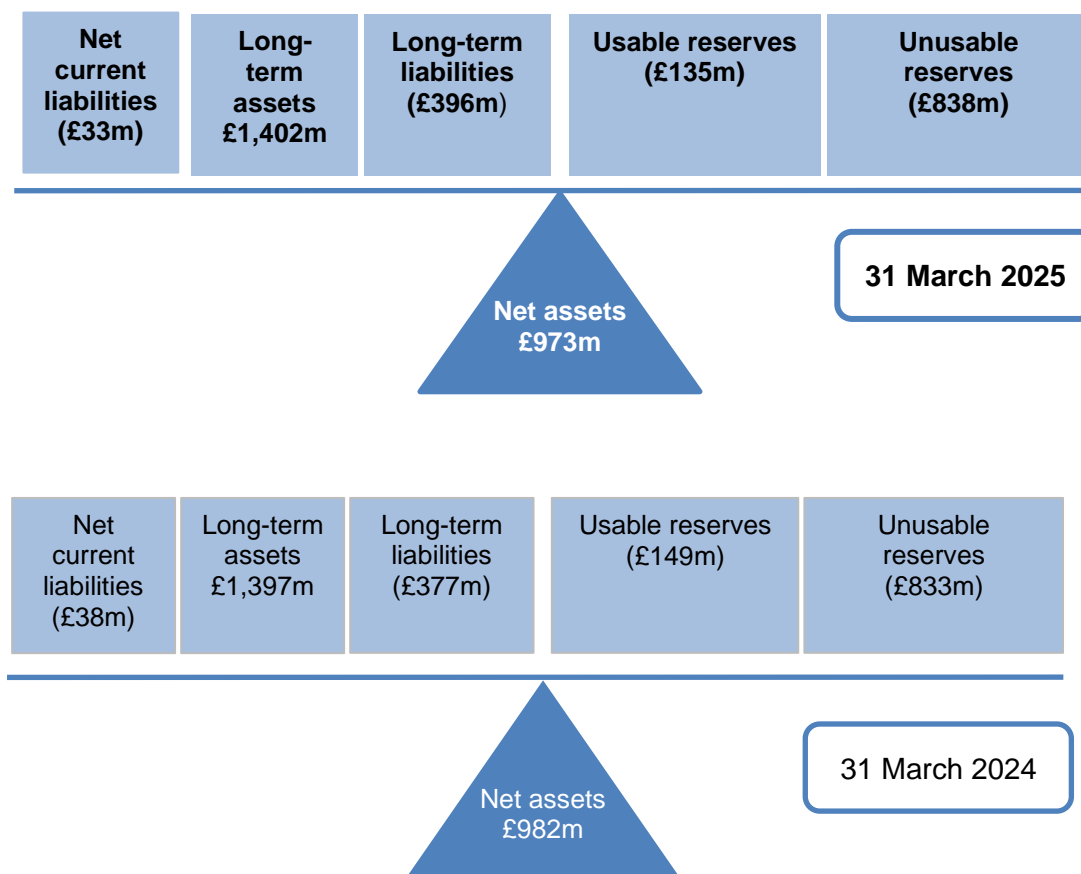 Net
current
liabilities
(£33m)
Long-
term
assets
£1,402m
Long-term
liabilities
(£396m)
Usable reserves
(£135m)
Unusable
reserves
(£838m)
31 March 2025
Net assets
£973m
Net
current
liabilities
(£38m)
Long-term
assets
£1,397m
Long-term
liabilities
(£377m)
Usable reserves
(£149m)
Unusable
reserves
(£833m)
31 March 2024
Net assets
£982m